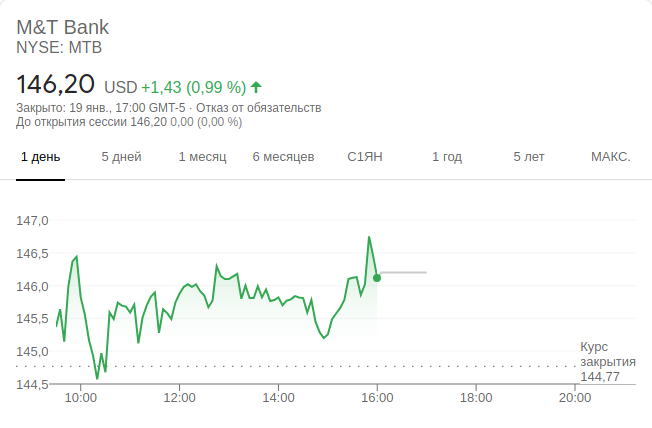 M&T Bank
NYSE: MTB
146,20 USD +1,43 (0,99 %)
Закрыто: 19 янв., 17:00 GMT-5 · Отказ от обязательств
До открытия сессии 146,20 0,00 (0,00 %)
1 день 5 дней 1 месяц 6 месяцев С1ЯН 1 год 5 лет МАКС.
147,0
146,5
146,0
145,5
145,0
144,5
Курс
закрытия
144,77
10:00 12:00 14:00 16:00 18:00 20:00